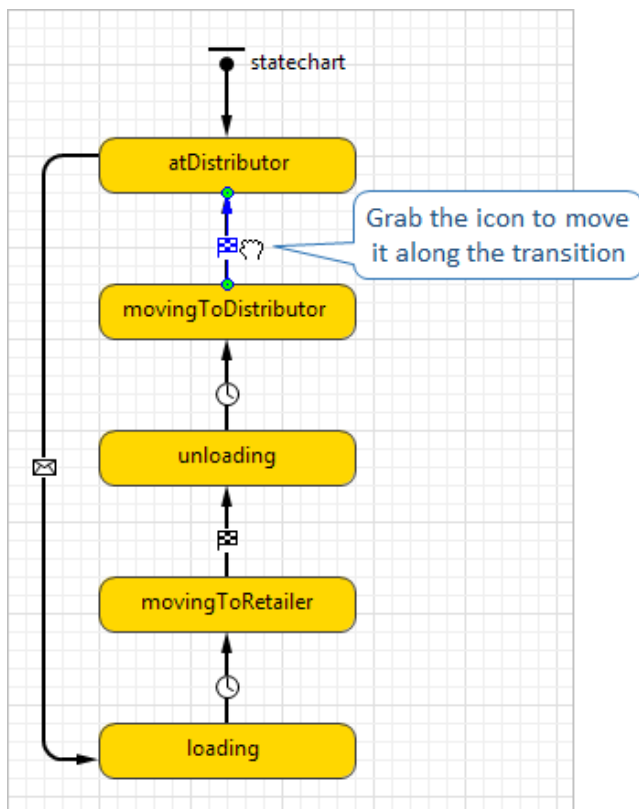 statechart
atDistributor
Grab the icon to move
it along the transition
movingToDistributor
unloading
movingToRetailer
loading